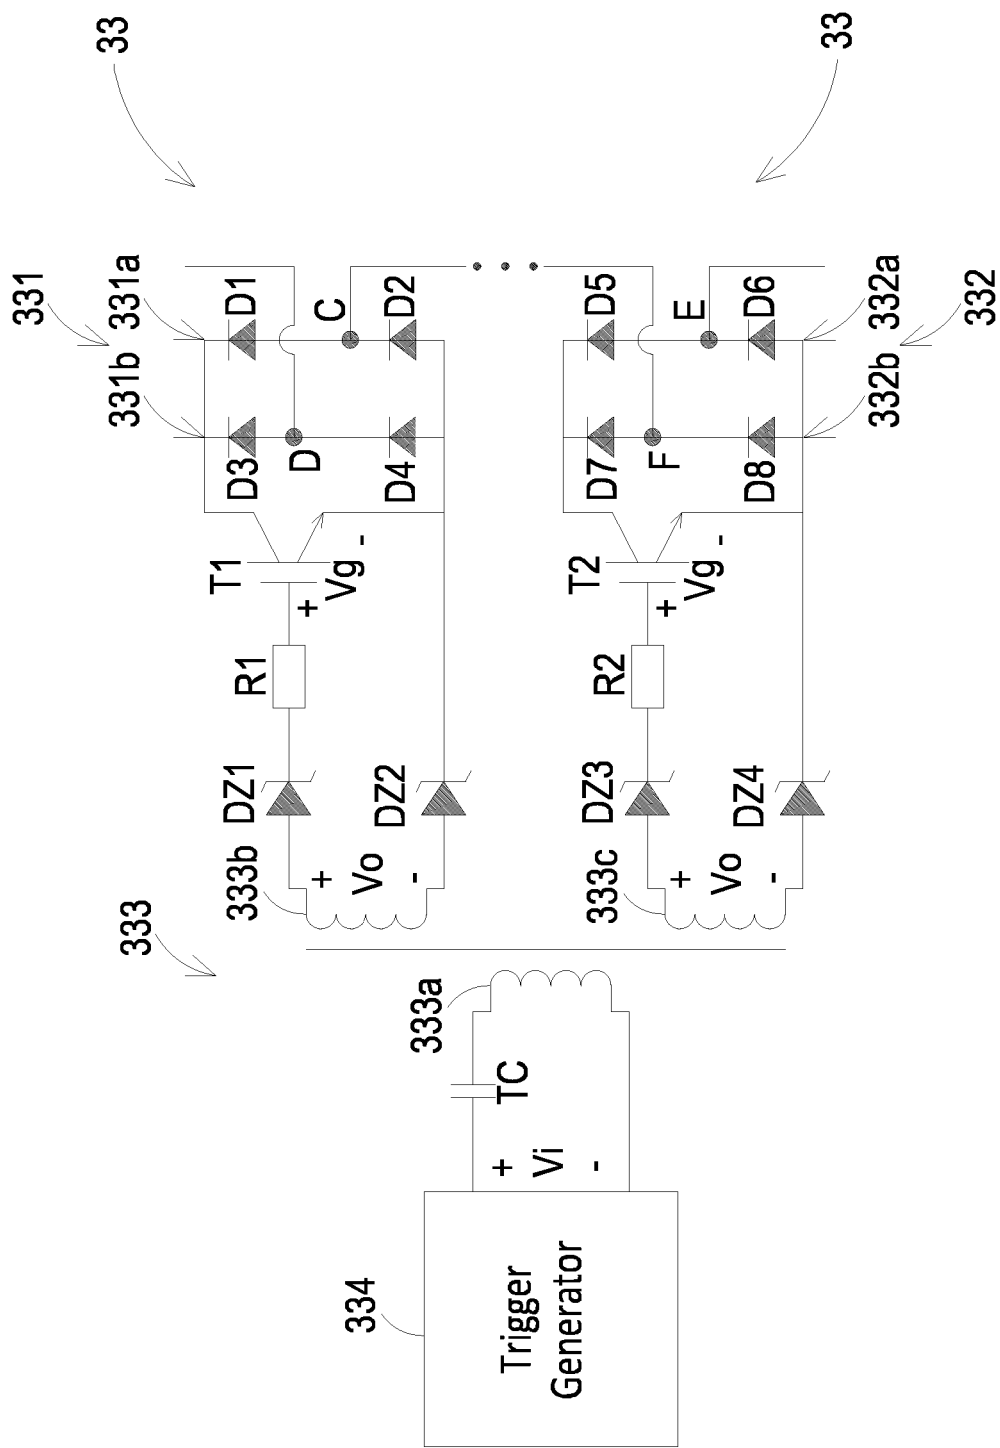 33
33
331
331a
D1
C
D2
D5
E
D6
332a
332
331b
D3
D
D4
D7
F
D8
332b
T1
+
Vg
-
T2
+
Vg
-
R1
R2
DZ1
DZ2
DZ3
DZ4
333
333b
+
Vo
-
333c
+
Vo
-
333a
TC
+
Vi
-
334
Trigger
Generator